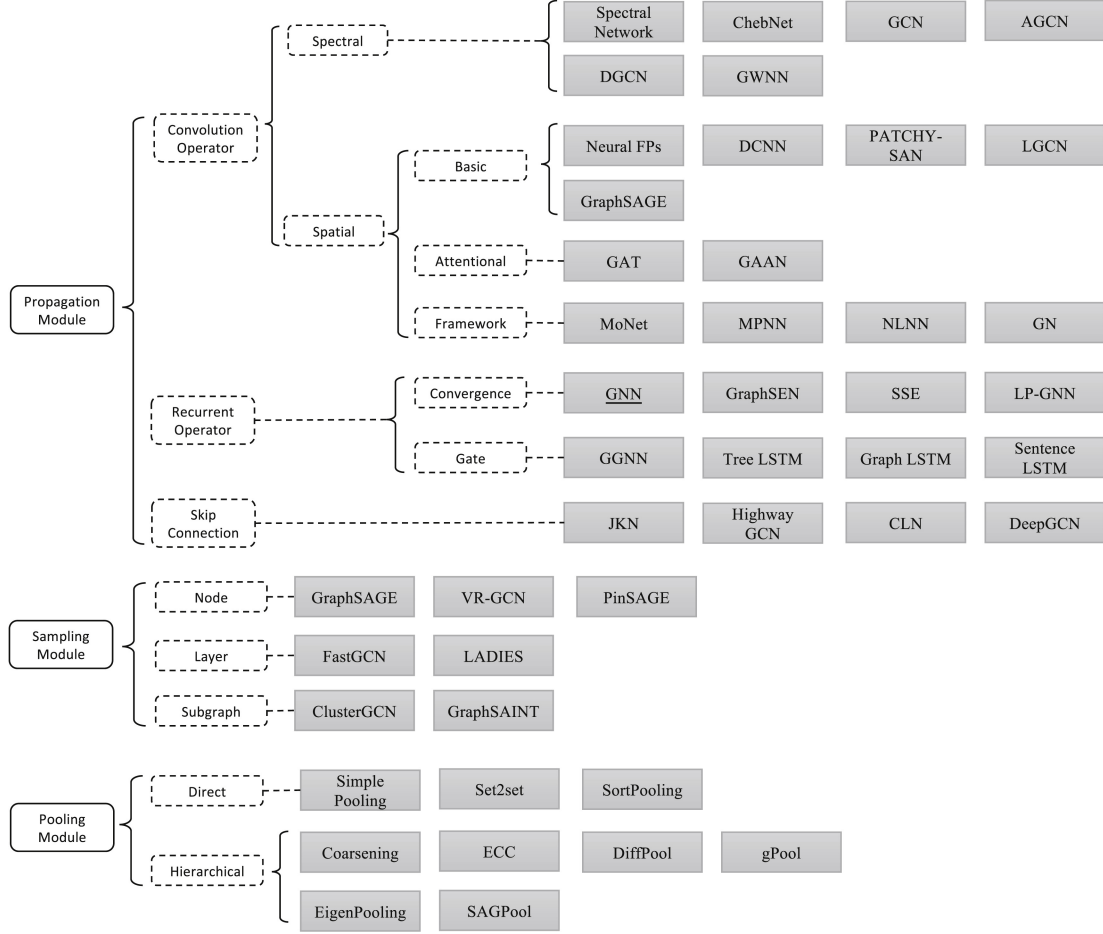 Spectral
Spectral
Network
ChebNet
GCN
AGCN
DGCN
GWNN
Convolution
Operator
Spatial
Basic
Neural FPs
DCNN
PATCHY-
SAN
LGCN
GraphSAGE
Attentional
GAT
GAAN
Propagation
Module
Framework
MoNet
MPNN
NLNN
GN
Recurrent
Operator
Convergence
GNN
GraphSEN
SSE
LP-GNN
Gate
GGNN
Tree LSTM
Graph LSTM
Sentence
LSTM
Skip
Connection
JKN
Highway
GCN
CLN
DeepGCN
Sampling
Module
Node
GraphSAGE
VR-GCN
PinSAGE
Layer
FastGCN
LADIES
Subgraph
ClusterGCN
GraphSAINT
Pooling
Module
Direct
Simple
Pooling
Set2set
SortPooling
Hierarchical
Coarsening
ECC
DiffPool
gPool
EigenPooling
SAGPool